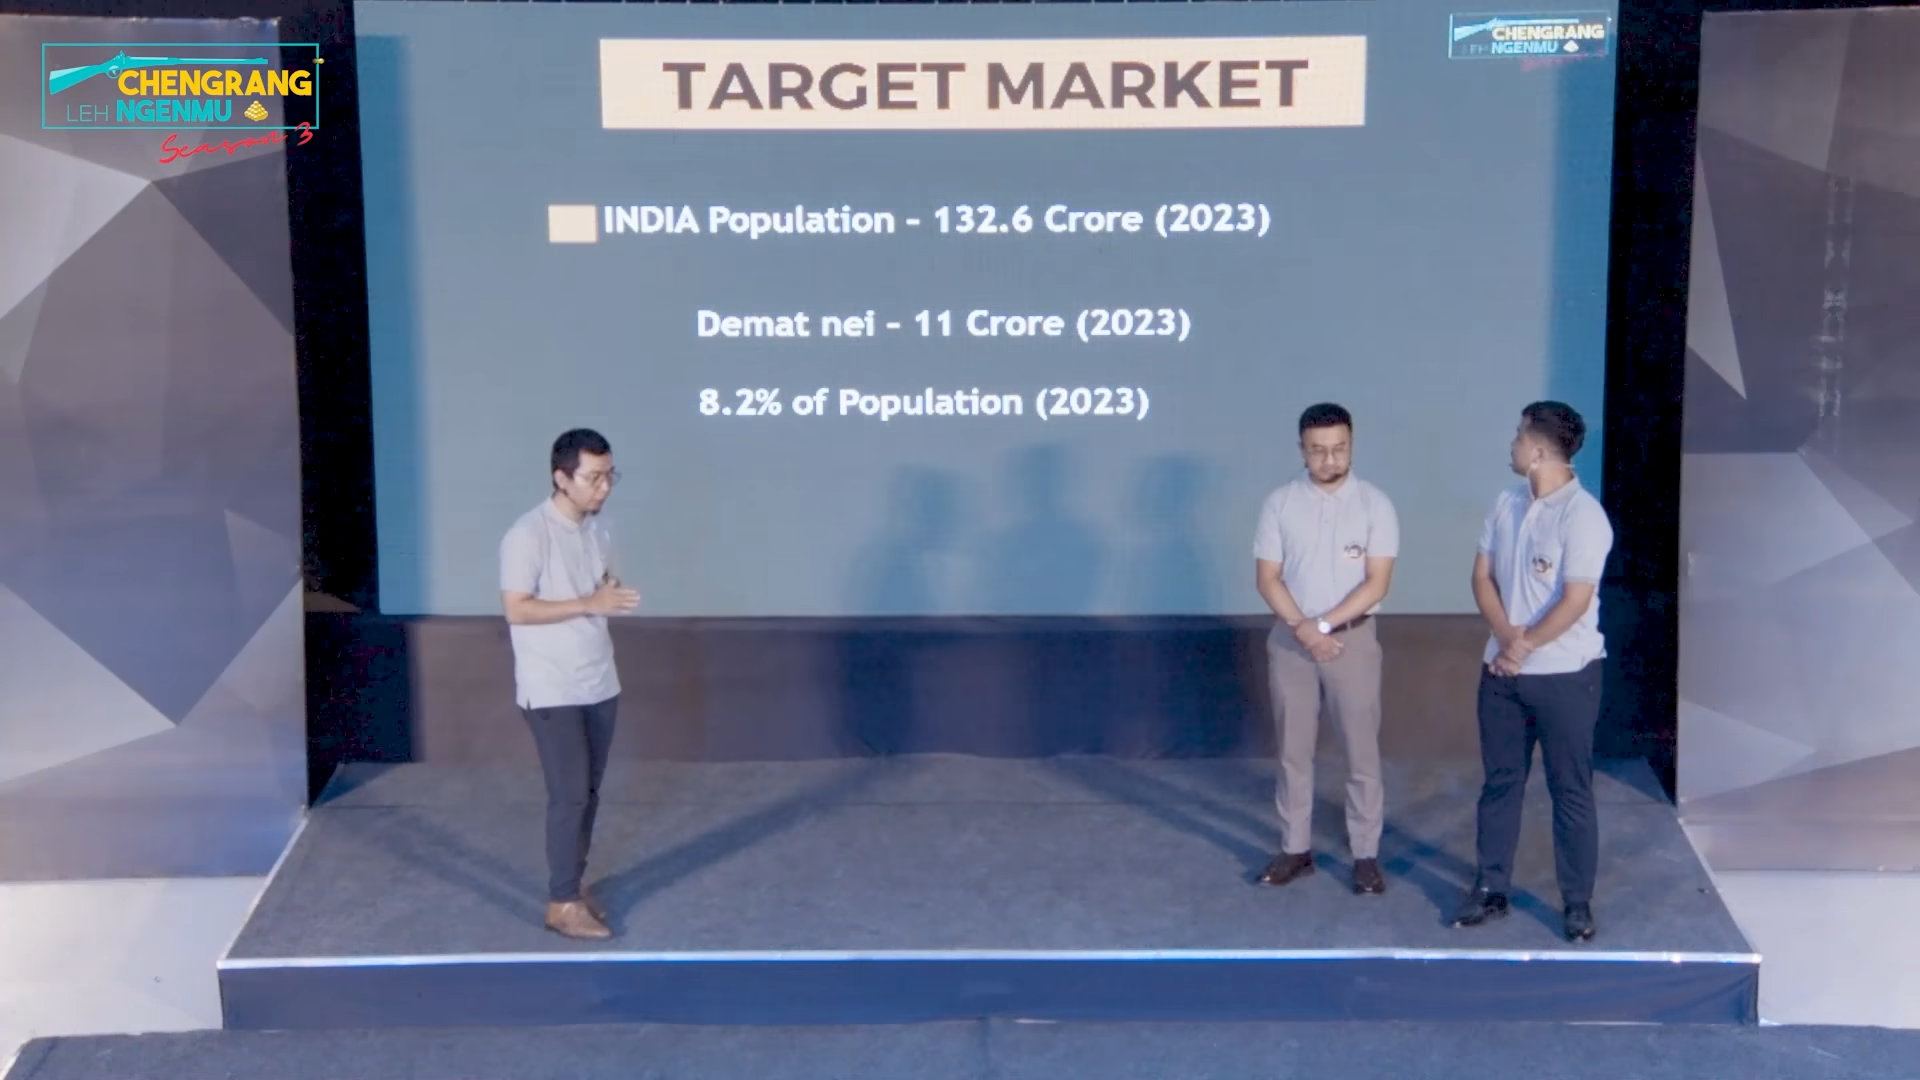 CHENGRANG
LEH NGENMU
Season 3
TARGET MARKET
CHENGRANG
LEH NGENMU
INDIA Population - 132.6 Crore (2023)
Demat nei - 11 Crore (2023)
8.2% of Population (2023)